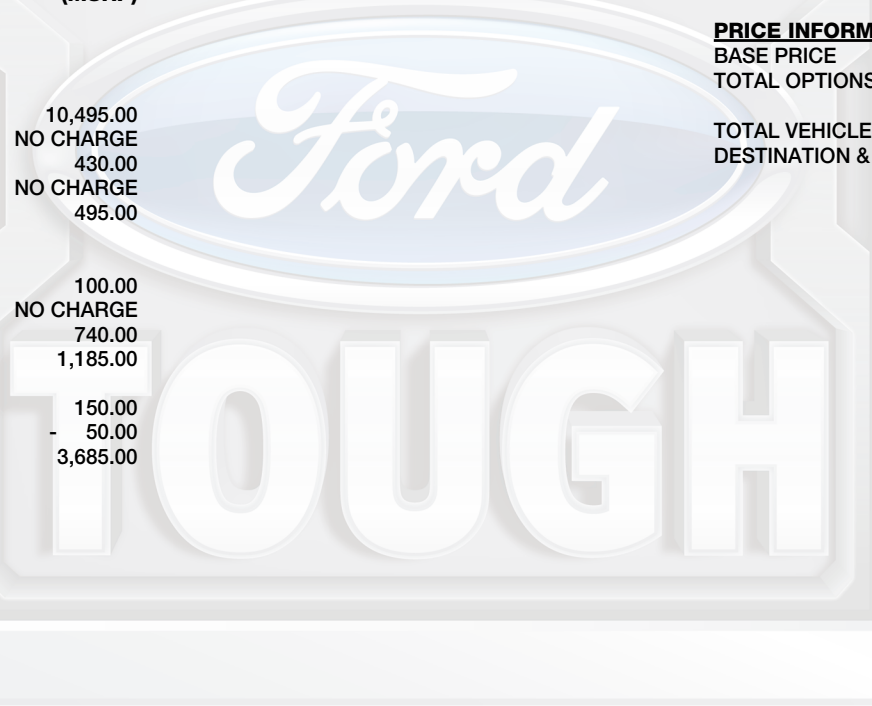 (MSRP)
10,495.00
NO CHARGE
430.00
NO CHARGE
495.00
100.00
NO CHARGE
740.00
1,185.00
150.00
- 50.00
3,685.00
PRICE INFORM
BASE PRICE
TOTAL OPTIONS
TOTAL VEHICLE
DESTINATION &
Ford
TOUGH